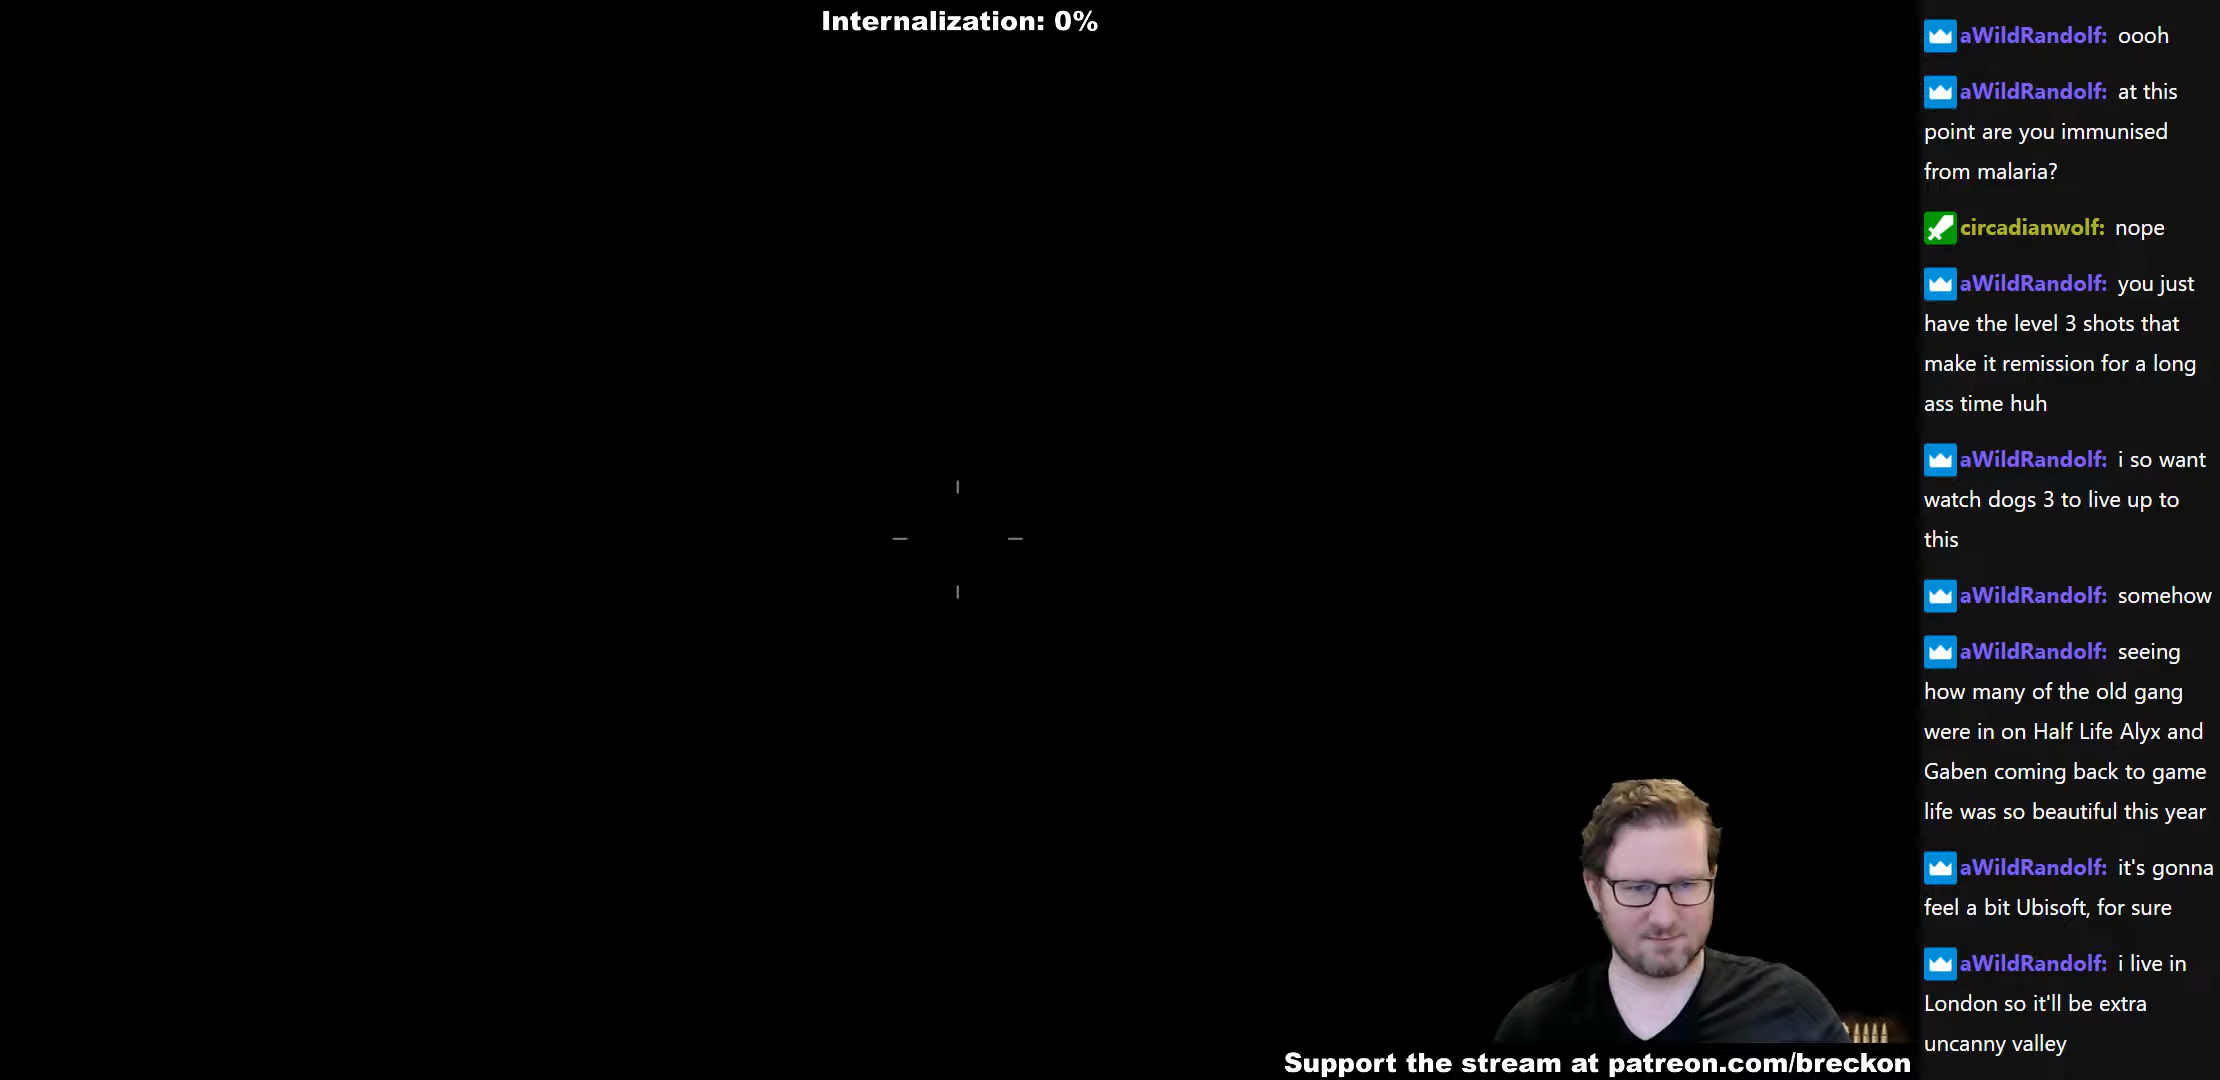 Internalization: 0%
aWildRandolf: oooh
aWildRandolf: at this
point are you immunised
from malaria?
circadianwolf: nope
aWildRandolf: you just
have the level 3 shots that
make it remission for a long
ass time huh
aWildRandolf: i so want
watch dogs 3 to live up to
this
aWildRandolf: somehow
aWildRandolf: seeing
how many of the old gang
were in on Half Life Alyx and
Gaben coming back to game
life was so beautiful this year
aWildRandolf: it's gonna
feel a bit Ubisoft, for sure
aWildRandolf: i live in
London so it'll be extra
uncanny valley
Support the stream at patreon.com/breckon